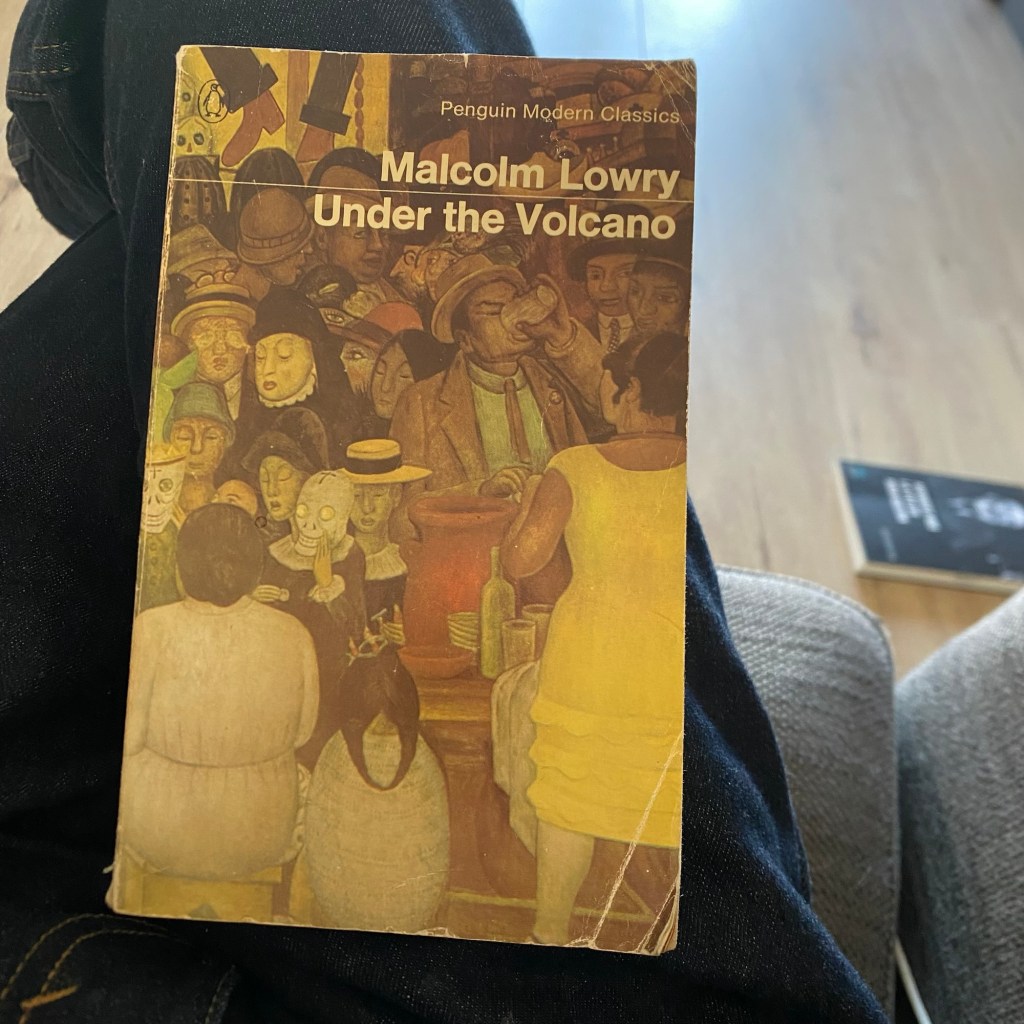 Penguin Modern Classics
Malcolm Lowry
Under the Volcano